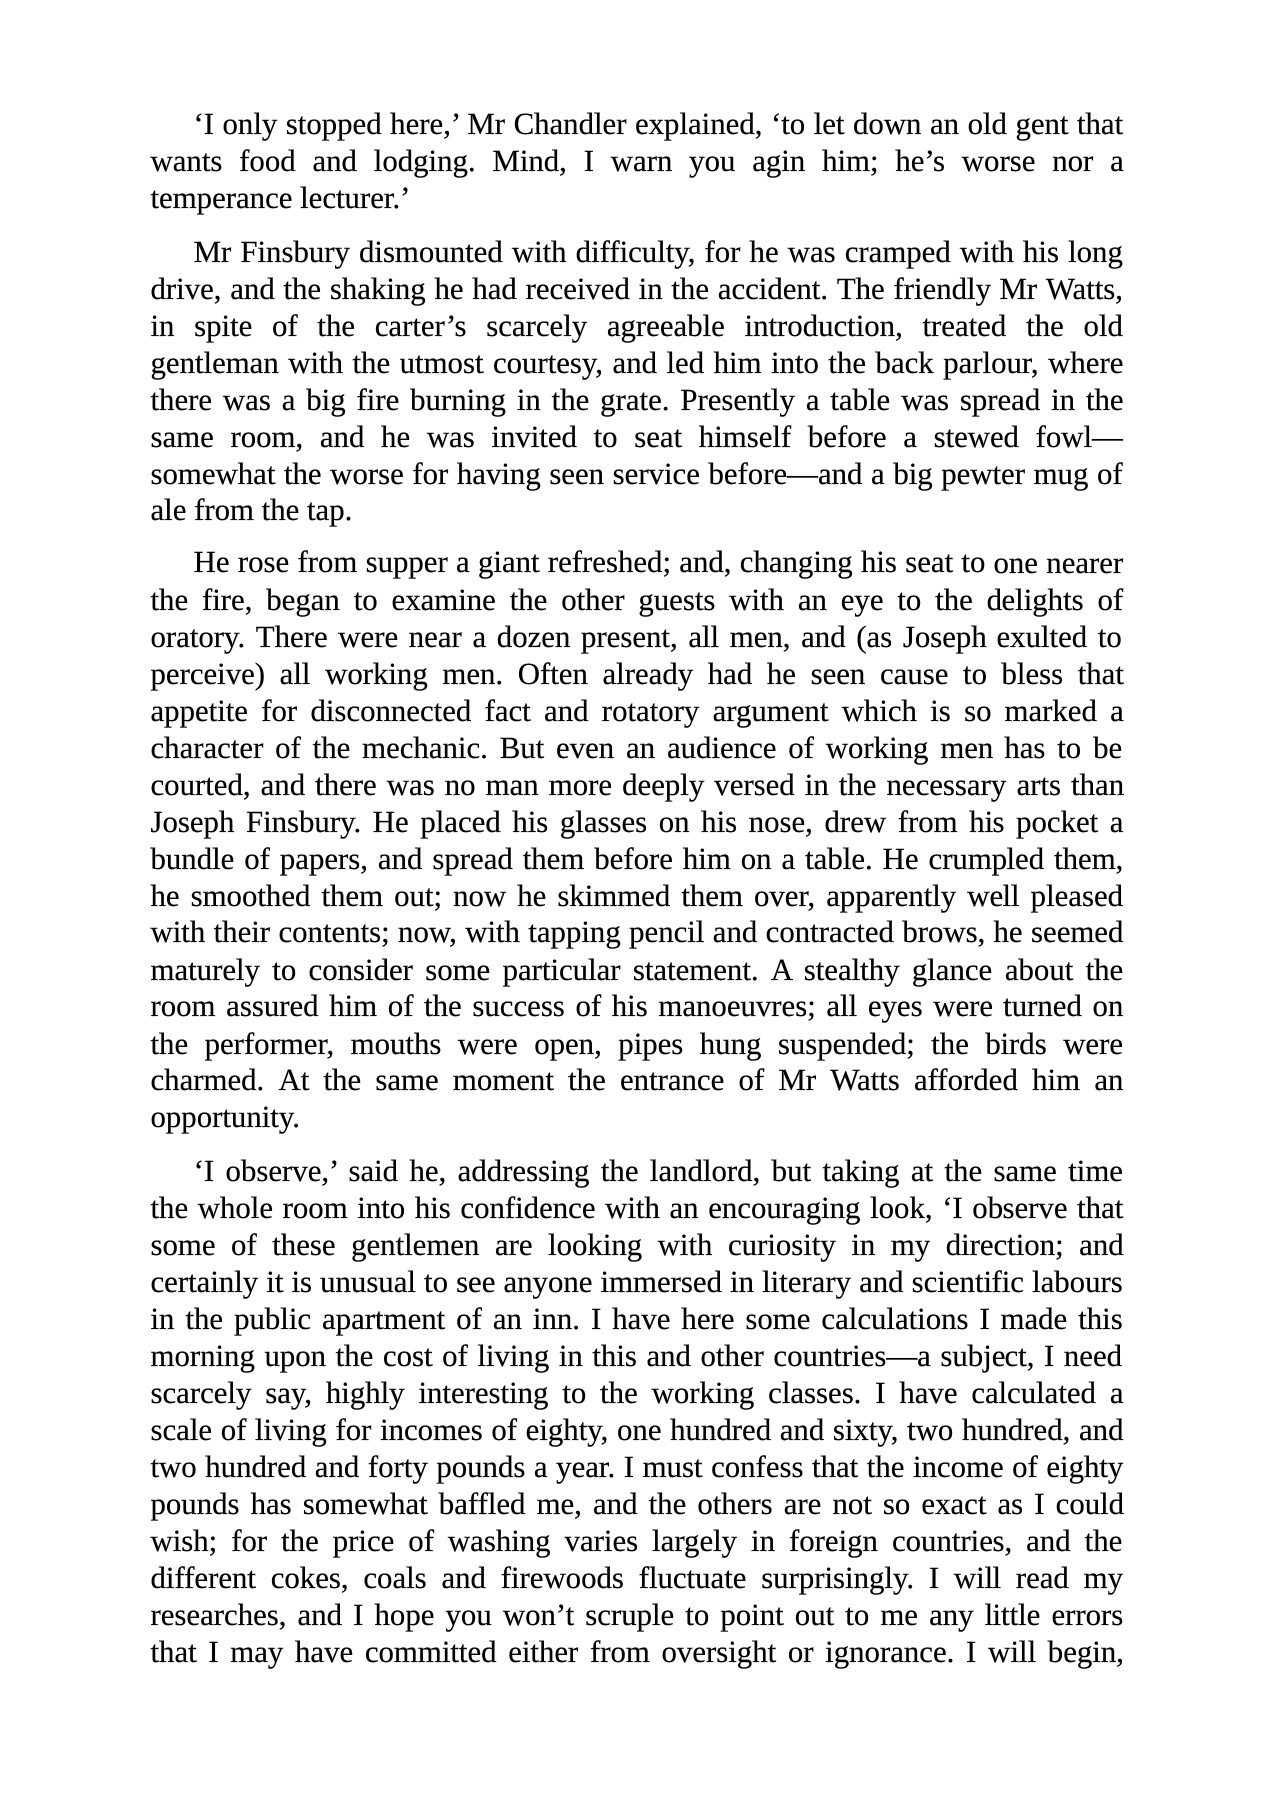 ‘I only stopped here,’ Mr Chandler explained, ‘to let down an old gent that
wants food and lodging. Mind, I warn you agin him; he’s worse nor a
temperance lecturer.’
Mr Finsbury dismounted with difficulty, for he was cramped with his long
drive, and the shaking he had received in the accident. The friendly Mr Watts,
in spite of the carter’s scarcely agreeable introduction, treated the old
gentleman with the utmost courtesy, and led him into the back parlour, where
there was a big fire burning in the grate. Presently a table was spread in the
same room, and he was invited to seat himself before a stewed fowl—
somewhat the worse for having seen service before—and a big pewter mug of
ale from the tap.
He rose from supper a giant refreshed; and, changing his seat to one nearer
the fire, began to examine the other guests with an eye to the delights of
oratory. There were near a dozen present, all men, and (as Joseph exulted to
perceive) all working men. Often already had he seen cause to bless that
appetite for disconnected fact and rotatory argument which is so marked a
character of the mechanic. But even an audience of working men has to be
courted, and there was no man more deeply versed in the necessary arts than
Joseph Finsbury. He placed his glasses on his nose, drew from his pocket a
bundle of papers, and spread them before him on a table. He crumpled them,
he smoothed them out; now he skimmed them over, apparently well pleased
with their contents; now, with tapping pencil and contracted brows, he seemed
maturely to consider some particular statement. A stealthy glance about the
room assured him of the success of his manoeuvres; all eyes were turned on
the performer, mouths were open, pipes hung suspended; the birds were
charmed. At the same moment the entrance of Mr Watts afforded him an
opportunity.
‘I observe,’ said he, addressing the landlord, but taking at the same time
the whole room into his confidence with an encouraging look, ‘I observe that
some of these gentlemen are looking with curiosity in my direction; and
certainly it is unusual to see anyone immersed in literary and scientific labours
in the public apartment of an inn. I have here some calculations I made this
morning upon the cost of living in this and other countries—a subject, I need
scarcely say, highly interesting to the working classes. I have calculated a
scale of living for incomes of eighty, one hundred and sixty, two hundred, and
two hundred and forty pounds a year. I must confess that the income of eighty
pounds has somewhat baffled me, and the others are not so exact as I could
wish; for the price of washing varies largely in foreign countries, and the
different cokes, coals and firewoods fluctuate surprisingly. I will read my
researches, and I hope you won’t scruple to point out to me any little errors
that I may have committed either from oversight or ignorance. I will begin,